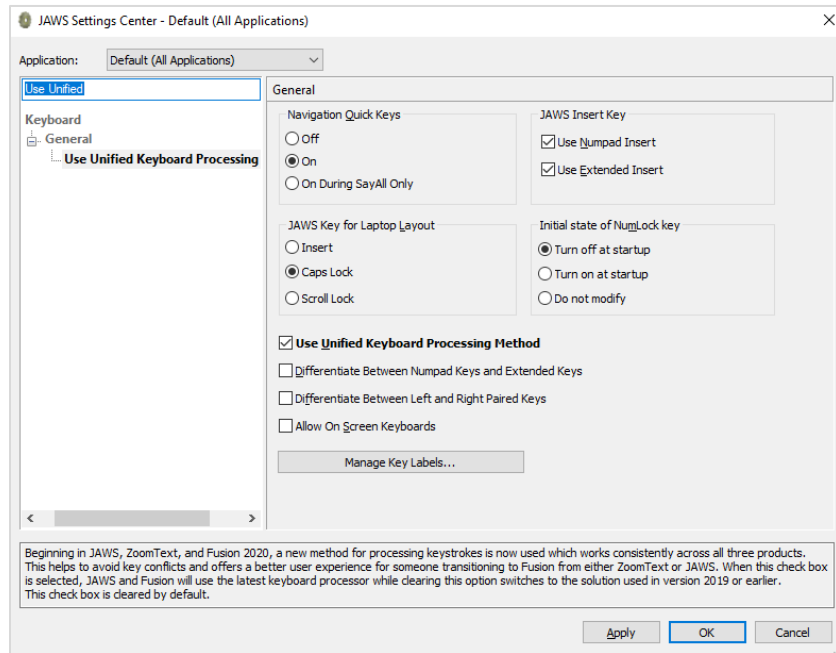 JAWS Settings Center - Default (All Applications)
Application:
Default (All Applications)
Use Unified
Keyboard
General
Use Unified Keyboard Processing
General
Navigation Quick Keys
Off
On
On During SayAll Only
JAWS Insert Key
Use Numpad Insert
Use Extended Insert
JAWS Key for Laptop Layout
Insert
Caps Lock
Scroll Lock
Initial state of NumLock key
Turn off at startup
Turn on at startup
Do not modify
Use Unified Keyboard Processing Method
Differentiate Between Numpad Keys and Extended Keys
Differentiate Between Left and Right Paired Keys
Allow On Screen Keyboards
Manage Key Labels...
Beginning in JAWS, ZoomText, and Fusion 2020, a new method for processing keystrokes is now used which works consistently across all three products.
This helps to avoid key conflicts and offers a better user experience for someone transitioning to Fusion from either ZoomText or JAWS. When this check box
is selected, JAWS and Fusion will use the latest keyboard processor while clearing this option switches to the solution used in version 2019 or earlier.
This check box is cleared by default.
Apply
OK
Cancel